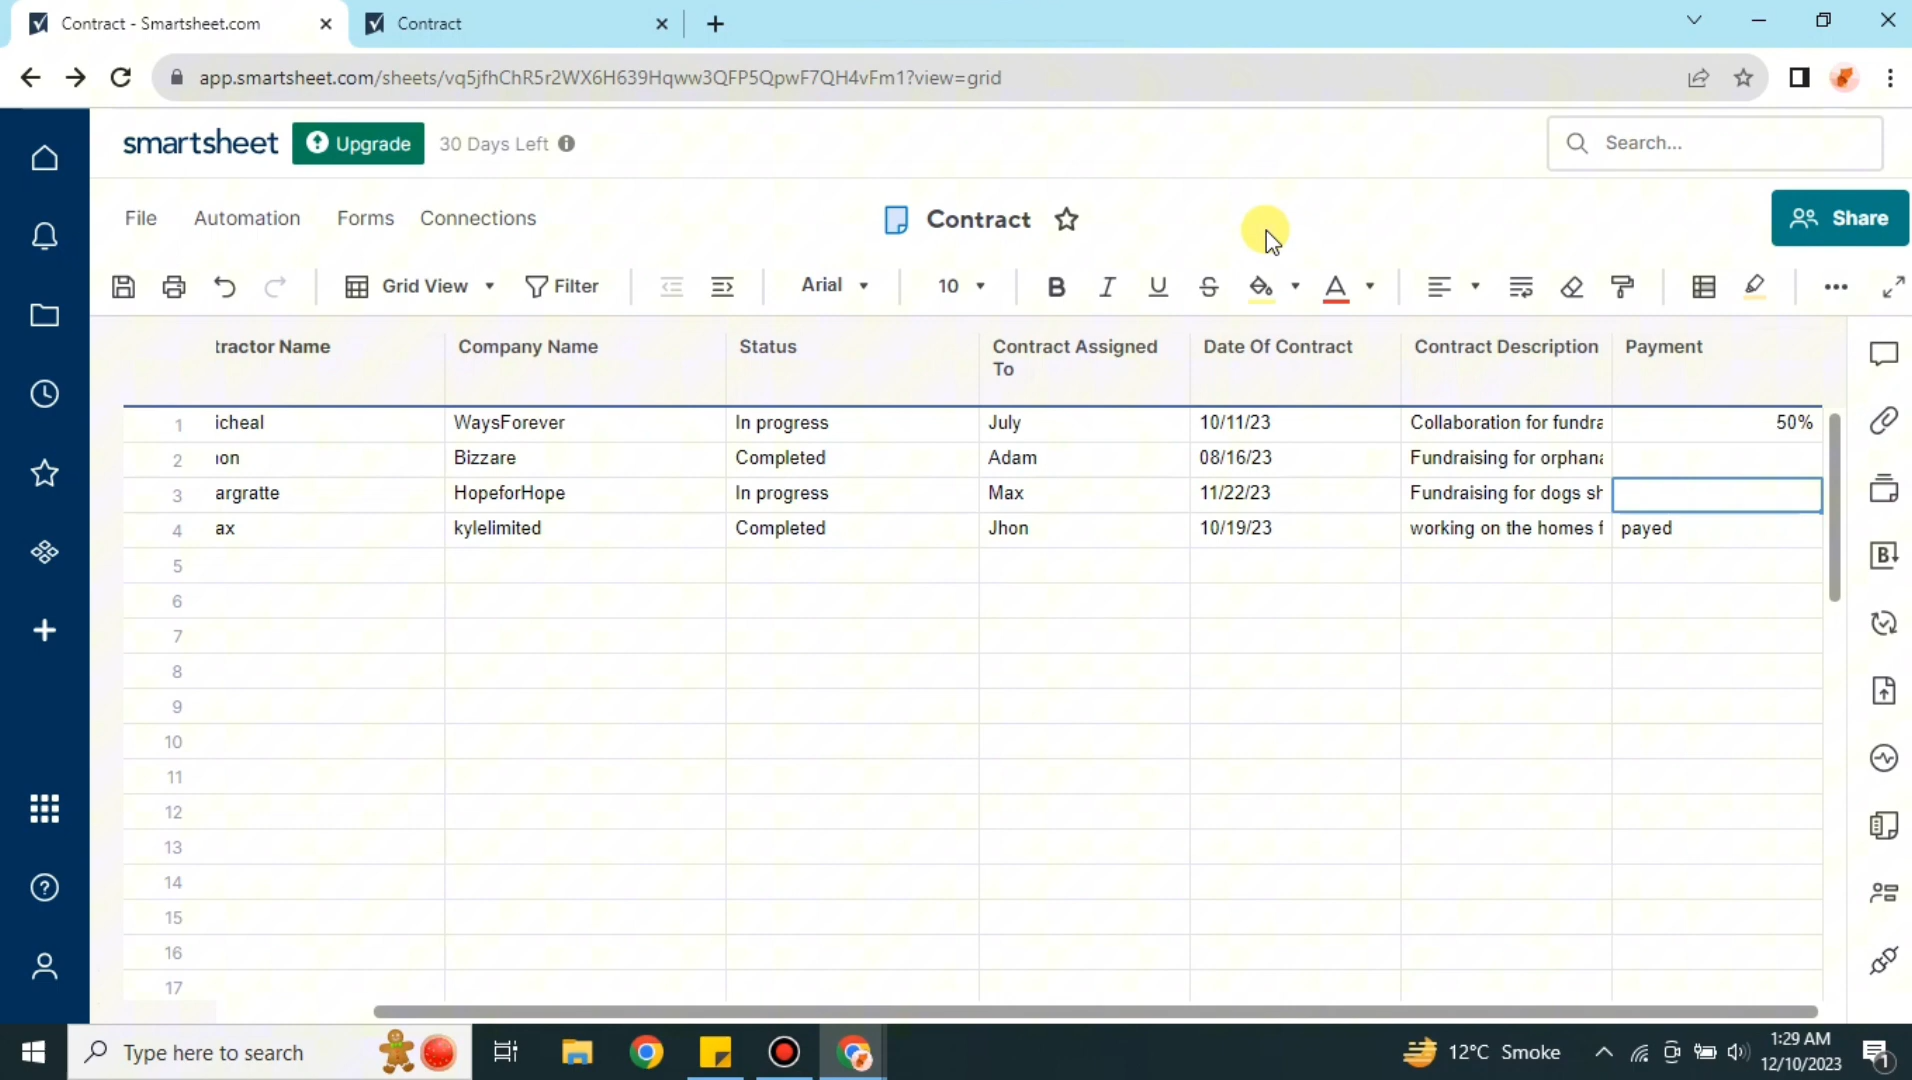 Contract - Smartsheet.com
Contract
app.smartsheet.com/sheets/vq5jfhChR5r2WX6H639Hqww3QFP5QpwF7QH4vFm1?view=grid
smartsheet Upgrade 30 Days Left Search...
File Automation Forms Connections Contract Share
Grid View Filter Arial 10 B I U S A
tractor Name Company Name Status Contract Assigned To Date Of Contract Contract Description Payment
1 icheal WaysForever In progress July 10/11/23 Collaboration for fundra 50%
2 ion Bizzare Completed Adam 08/16/23 Fundraising for orphana
3 argratte HopeforHope In progress Max 11/22/23 Fundraising for dogs sh
4 ax kylelimited Completed Jhon 10/19/23 working on the homes f payed
5
6
7
8
9
10
11
12
13
14
15
16
17
Type here to search 12°C Smoke 1:29 AM
12/10/2023 1